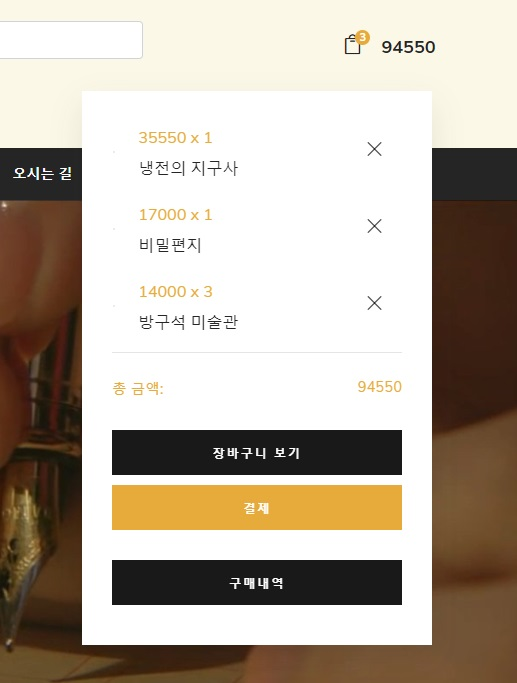 3
94550
오시는 길
35550 x 1
냉전의 지구사
17000 x 1
비밀편지
14000 x 3
방구석 미술관
총 금액: 94550
장바구니 보기
결제
구매내역